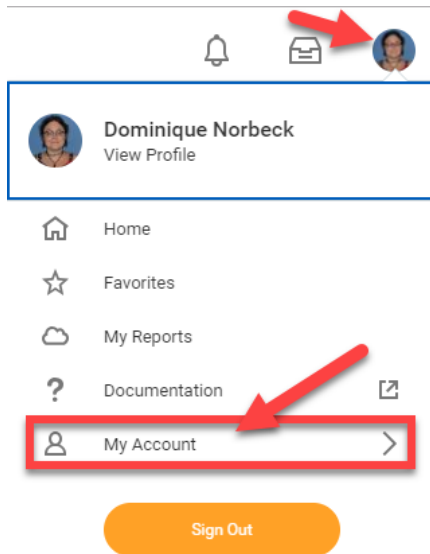 Dominique Norbeck
View Profile
Home
Favorites
My Reports
Documentation
My Account
Sign Out